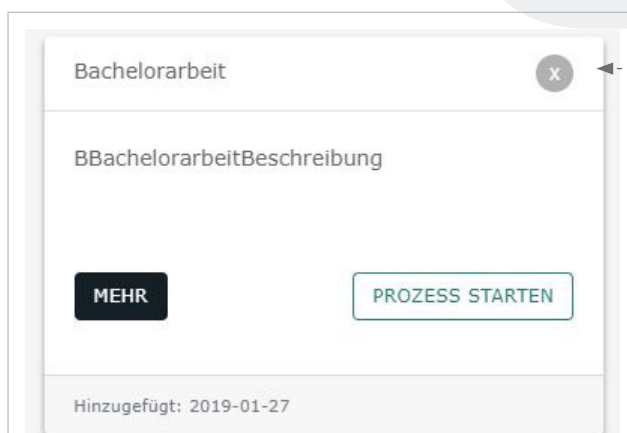 Bachelorarbeit
x
BBachelorarbeitBeschreibung
MEHR
PROZESS STARTEN
Hinzugefügt: 2019-01-27